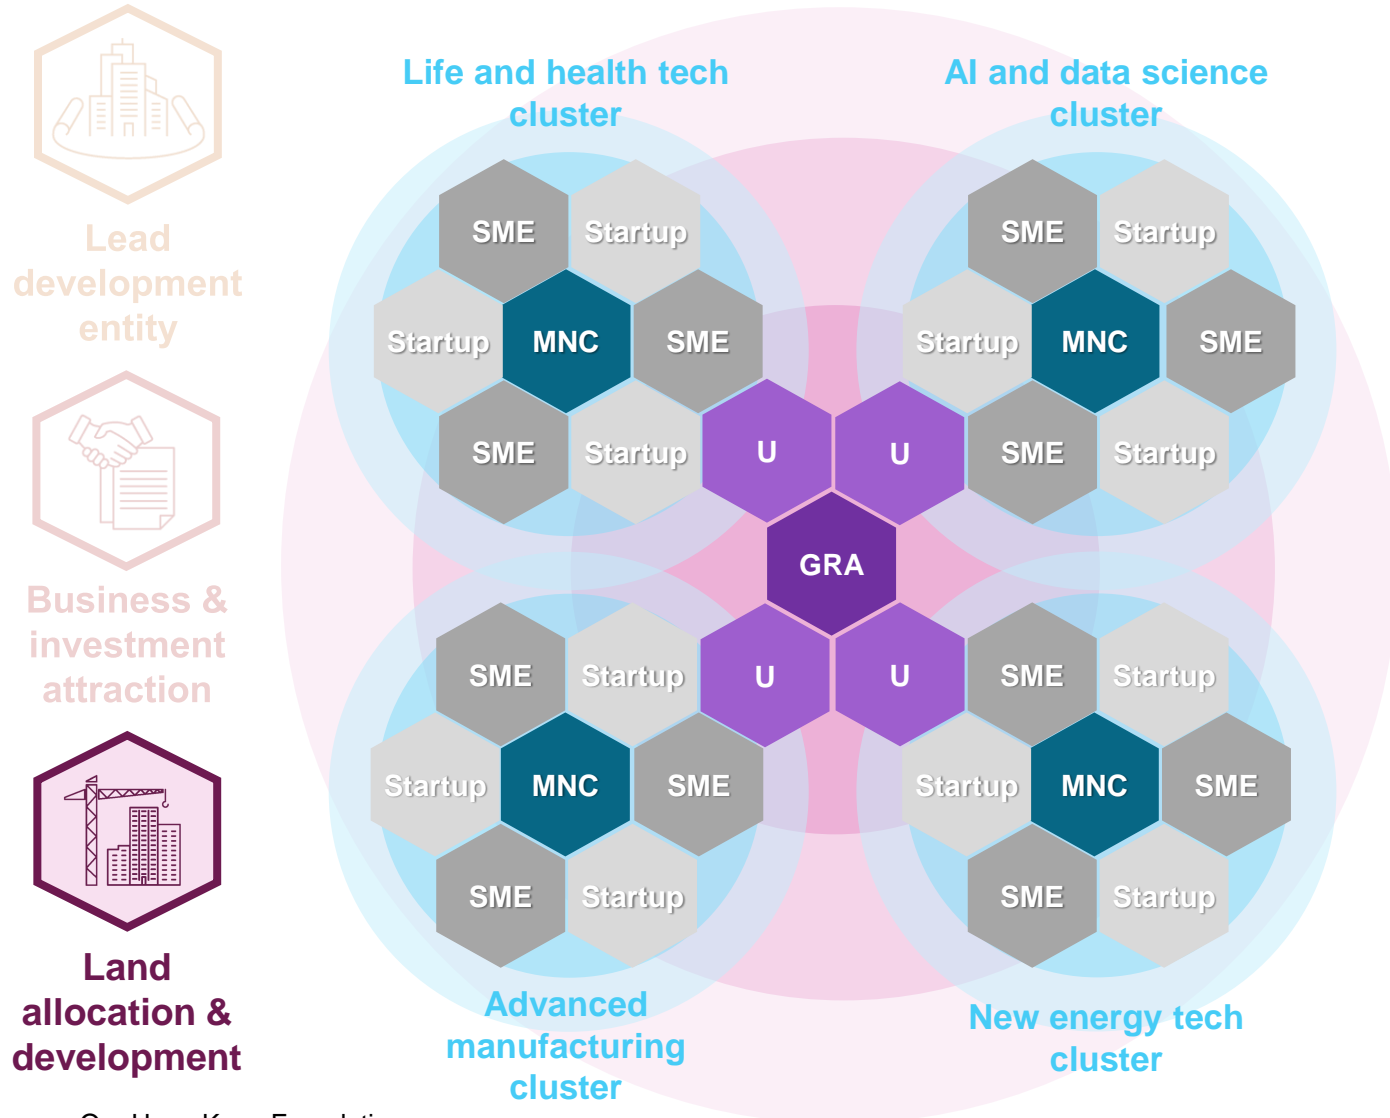 Life and health tech
cluster
AI and data science
cluster
Lead
development
entity
Business &
investment
attraction
Land
allocation &
development
SME
Startup
Startup
MNC
SME
SME
Startup
U
SME
Startup
Startup
MNC
SME
U
SME
Startup
GRA
SME
Startup
U
Startup
MNC
SME
SME
Startup
U
SME
Startup
Startup
MNC
SME
SME
Startup
Advanced
manufacturing
cluster
New energy tech
cluster